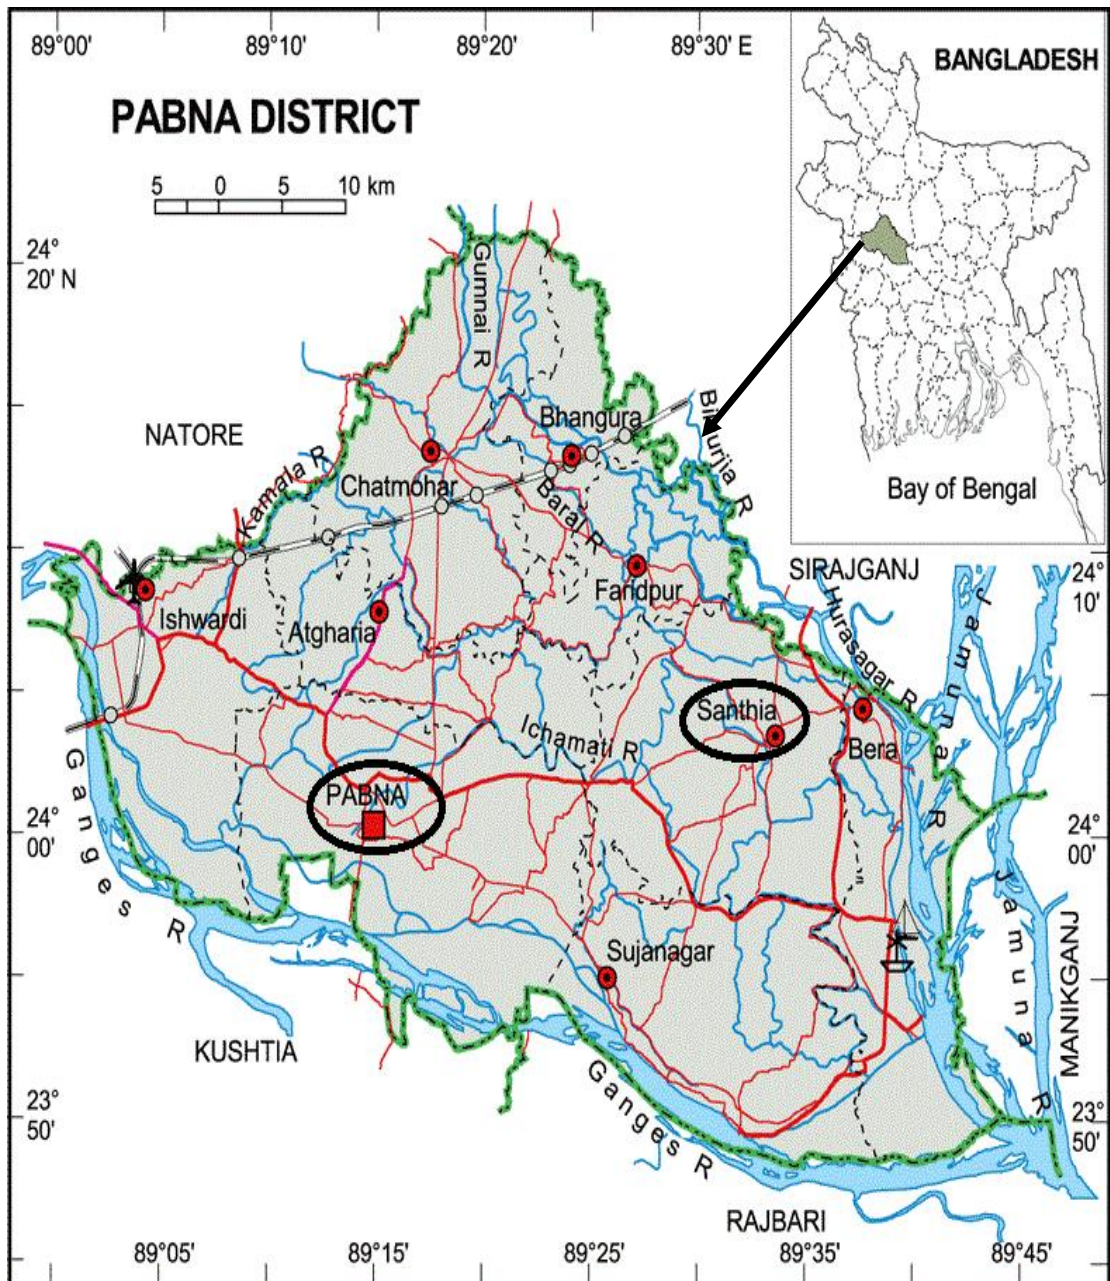 89°00' 89°10' 89°20' 89°30' E
BANGLADESH
PABNA DISTRICT
5 0 5 10 km
24°
20' N
Gumnai R
Bhangura
NATORE
Kamala R
Chatmohar
Baral R
Bay of Bengal
SIRAJGANJ
24°
10'
Ishwardi
Atgharia
Faridpur
Hurasagar R
Jamuna R
Santhia
Bera
Ichamati R
Ganges R
PABNA
24°
00'
24°
00'
Jamuna R
MANIKGANJ
Sujanagar
KUSHTIA
Ganges R
23°
50'
23°
50'
RAJBARI
89°05' 89°15' 89°25' 89°35' 89°45'